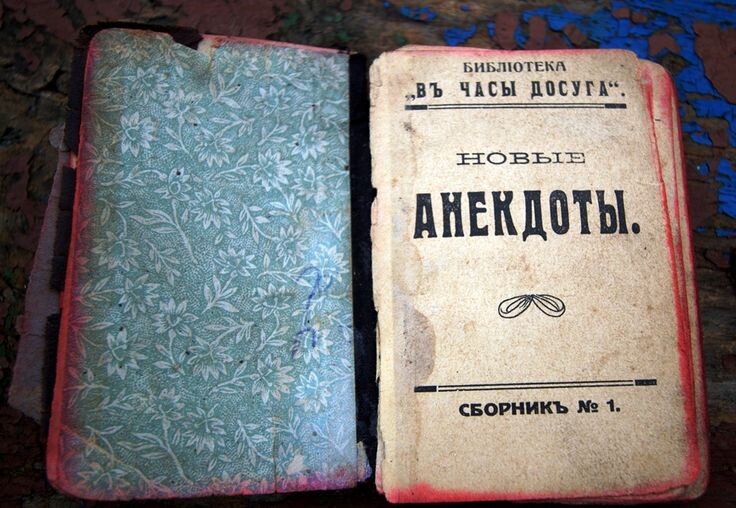 БИБЛІОТЕКА
„ВЪ ЧАСЫ ДОСУГА“.
НОВЫЕ
АНЕКДОТЫ.
СБОРНИКЪ № 1.